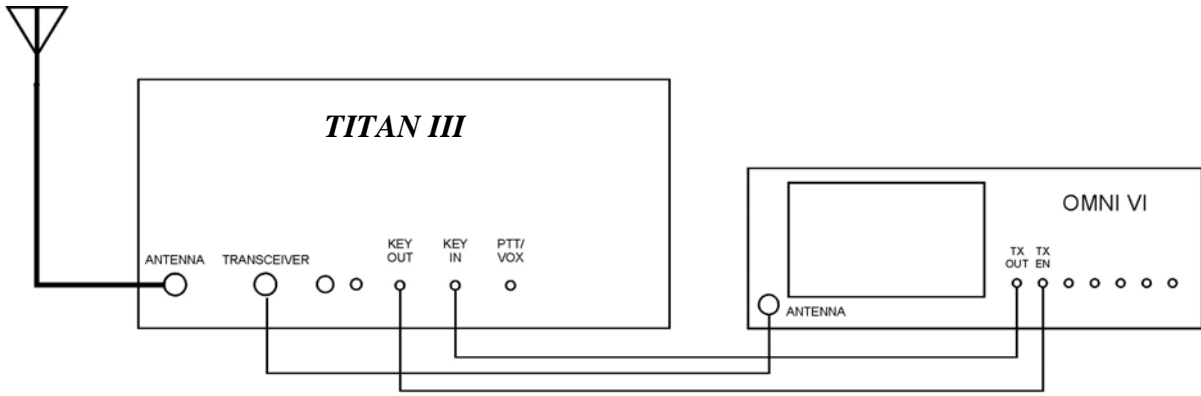 TITAN III
ANTENNA
TRANSCEIVER
KEY
OUT
KEY
IN
PTT/
VOX
OMNI VI
TX
OUT
TX
EN
ANTENNA